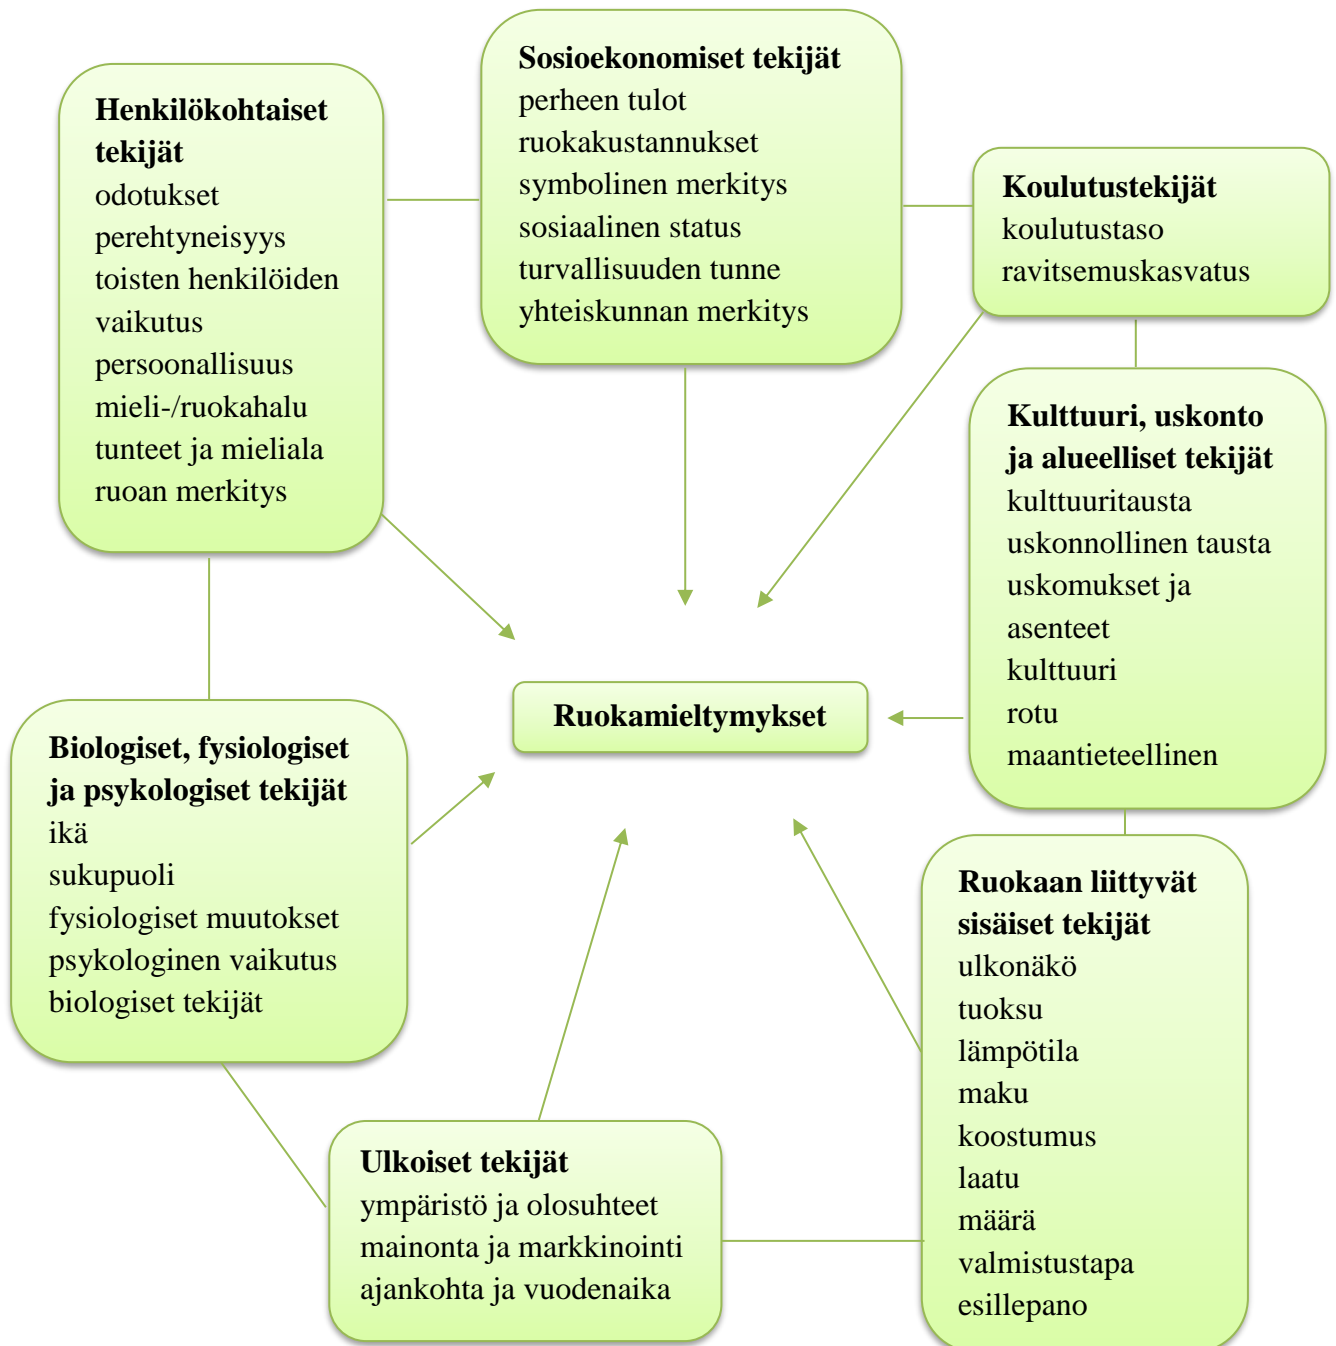 Sosioekonomiset tekijät
perheen tulot
ruokakustannukset
symbolinen merkitys
sosiaalinen status
turvallisuuden tunne
yhteiskunnan merkitys
Henkilökohtaiset
tekijät
odotukset
perehtyneisyys
toisten henkilöiden
vaikutus
persoonallisuus
mieli-/ruokahalu
tunteet ja mieliala
ruoan merkitys
Koulutustekijät
koulutustaso
ravitsemuskasvatus
Kulttuuri, uskonto
ja alueelliset tekijät
kulttuuritausta
uskonnollinen tausta
uskomukset ja
asenteet
kulttuuri
rotu
maantieteellinen
Ruokamieltymykset
Biologiset, fysiologiset
ja psykologiset tekijät
ikä
sukupuoli
fysiologiset muutokset
psykologinen vaikutus
biologiset tekijät
Ruokaan liittyvät
sisäiset tekijät
ulkonäkö
tuoksu
lämpötila
maku
koostumus
laatu
määrä
valmistustapa
esillepano
Ulkoiset tekijät
ympäristö ja olosuhteet
mainonta ja markkinointi
ajankohta ja vuodenaika